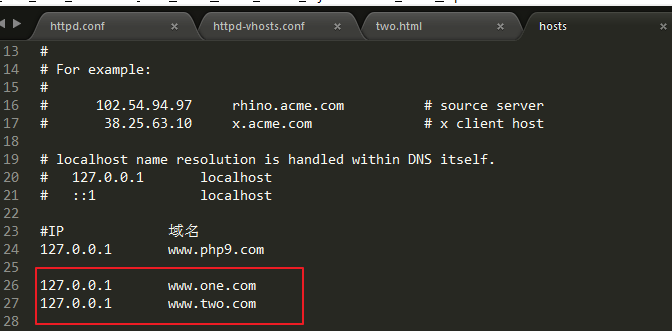 httpd.conf × httpd-vhosts.conf × two.html × hosts
13 #
14 # For example:
15 #
16 # 102.54.94.97 rhino.acme.com # source server
17 # 38.25.63.10 x.acme.com # x client host
18
19 # localhost name resolution is handled within DNS itself.
20 # 127.0.0.1 localhost
21 # ::1 localhost
22
23 #IP 域名
24 127.0.0.1 www.php9.com
25
26 127.0.0.1 www.one.com
27 127.0.0.1 www.two.com
28